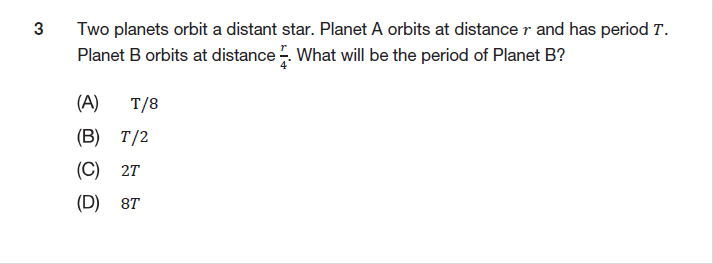 3 Two planets orbit a distant star. Planet A orbits at distance r and has period T.
Planet B orbits at distance r/4. What will be the period of Planet B?
(A) T/8
(B) T/2
(C) 2T
(D) 8T